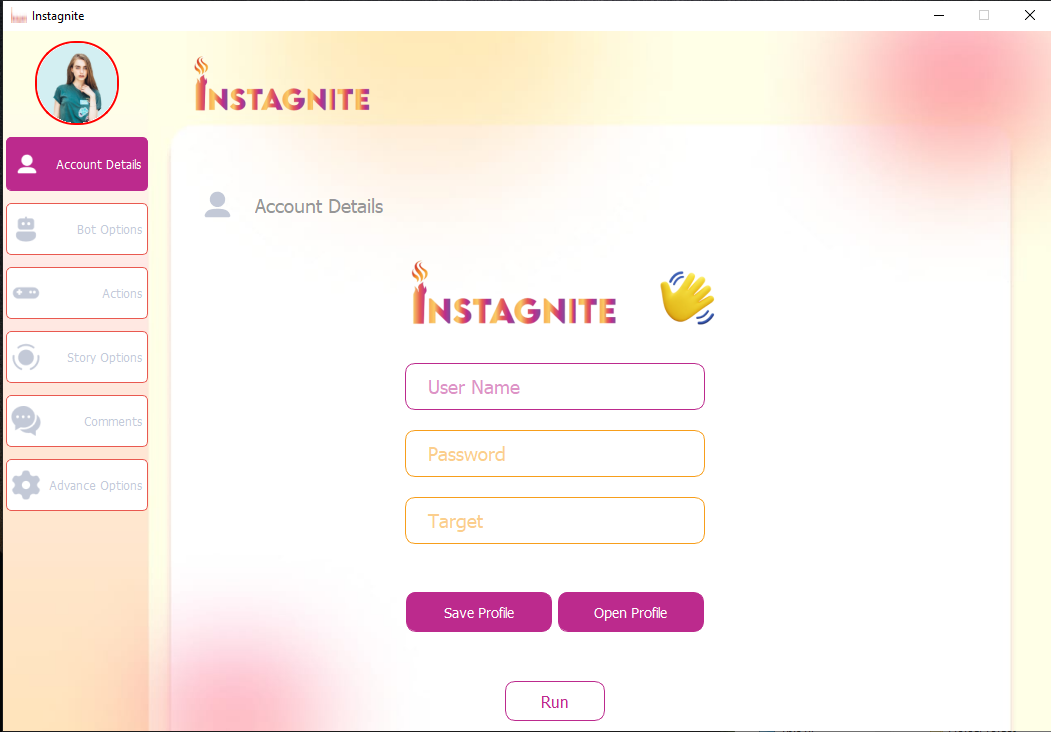 Instagnite
INSTAGNITE
Account Details
Bot Options
Actions
Story Options
Comments
Advance Options
Account Details
INSTAGNITE
User Name
Password
Target
Save Profile
Open Profile
Run